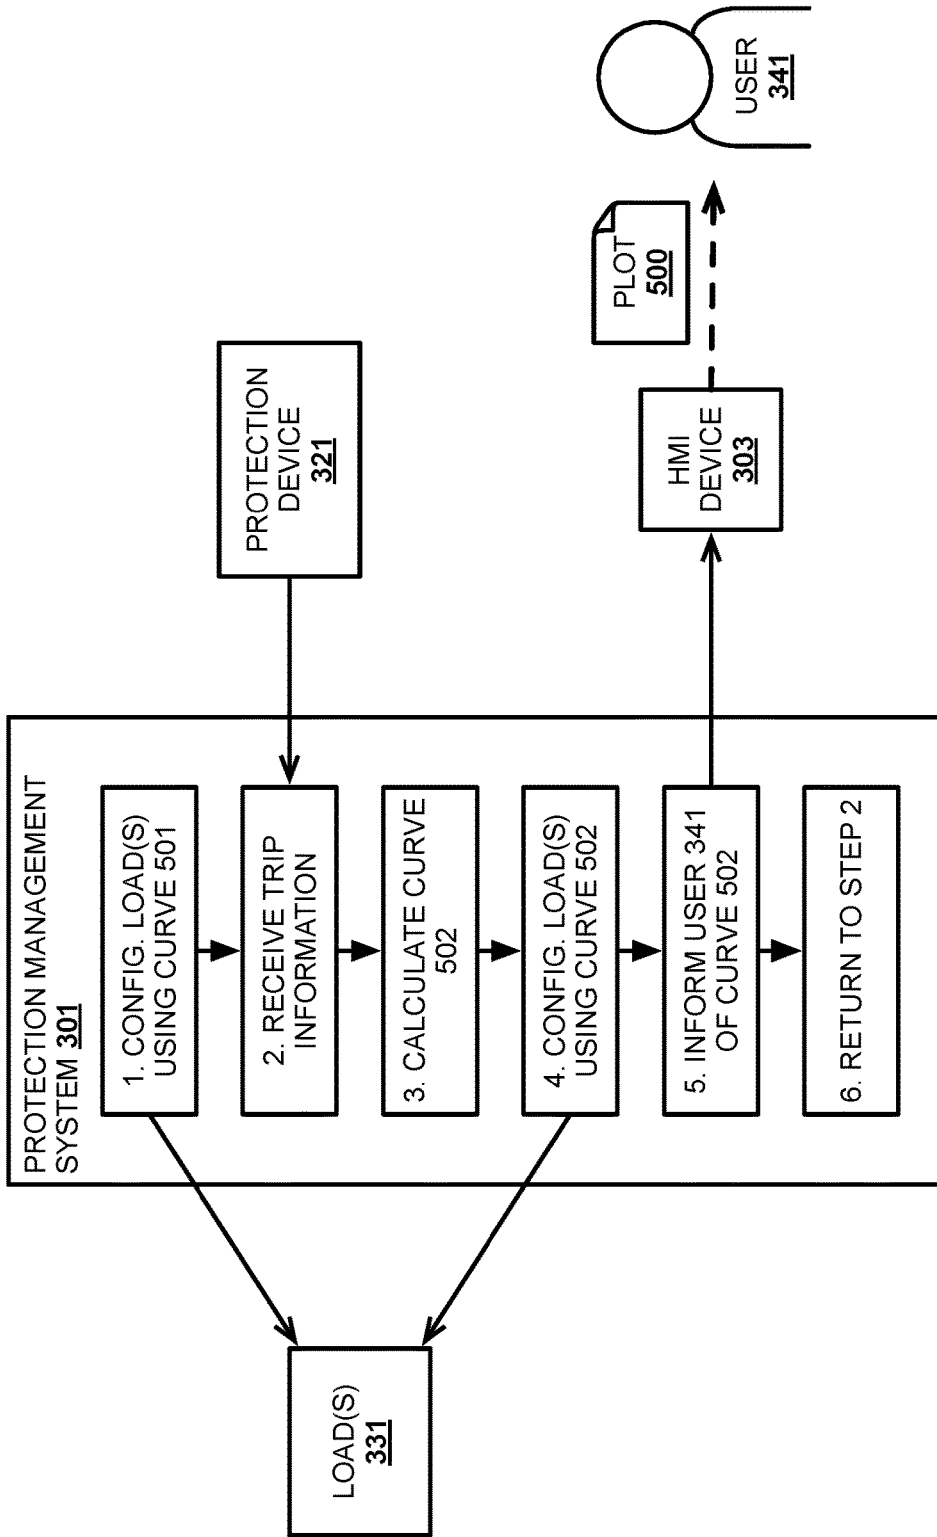 PROTECTION MANAGEMENT
SYSTEM 301
1. CONFIG. LOAD(S)
USING CURVE 501
2. RECEIVE TRIP
INFORMATION
3. CALCULATE CURVE
502
4. CONFIG. LOAD(S)
USING CURVE 502
5. INFORM USER 341
OF CURVE 502
6. RETURN TO STEP 2
LOAD(S)
331
PROTECTION
DEVICE
321
HMI
DEVICE
303
PLOT
500
USER
341